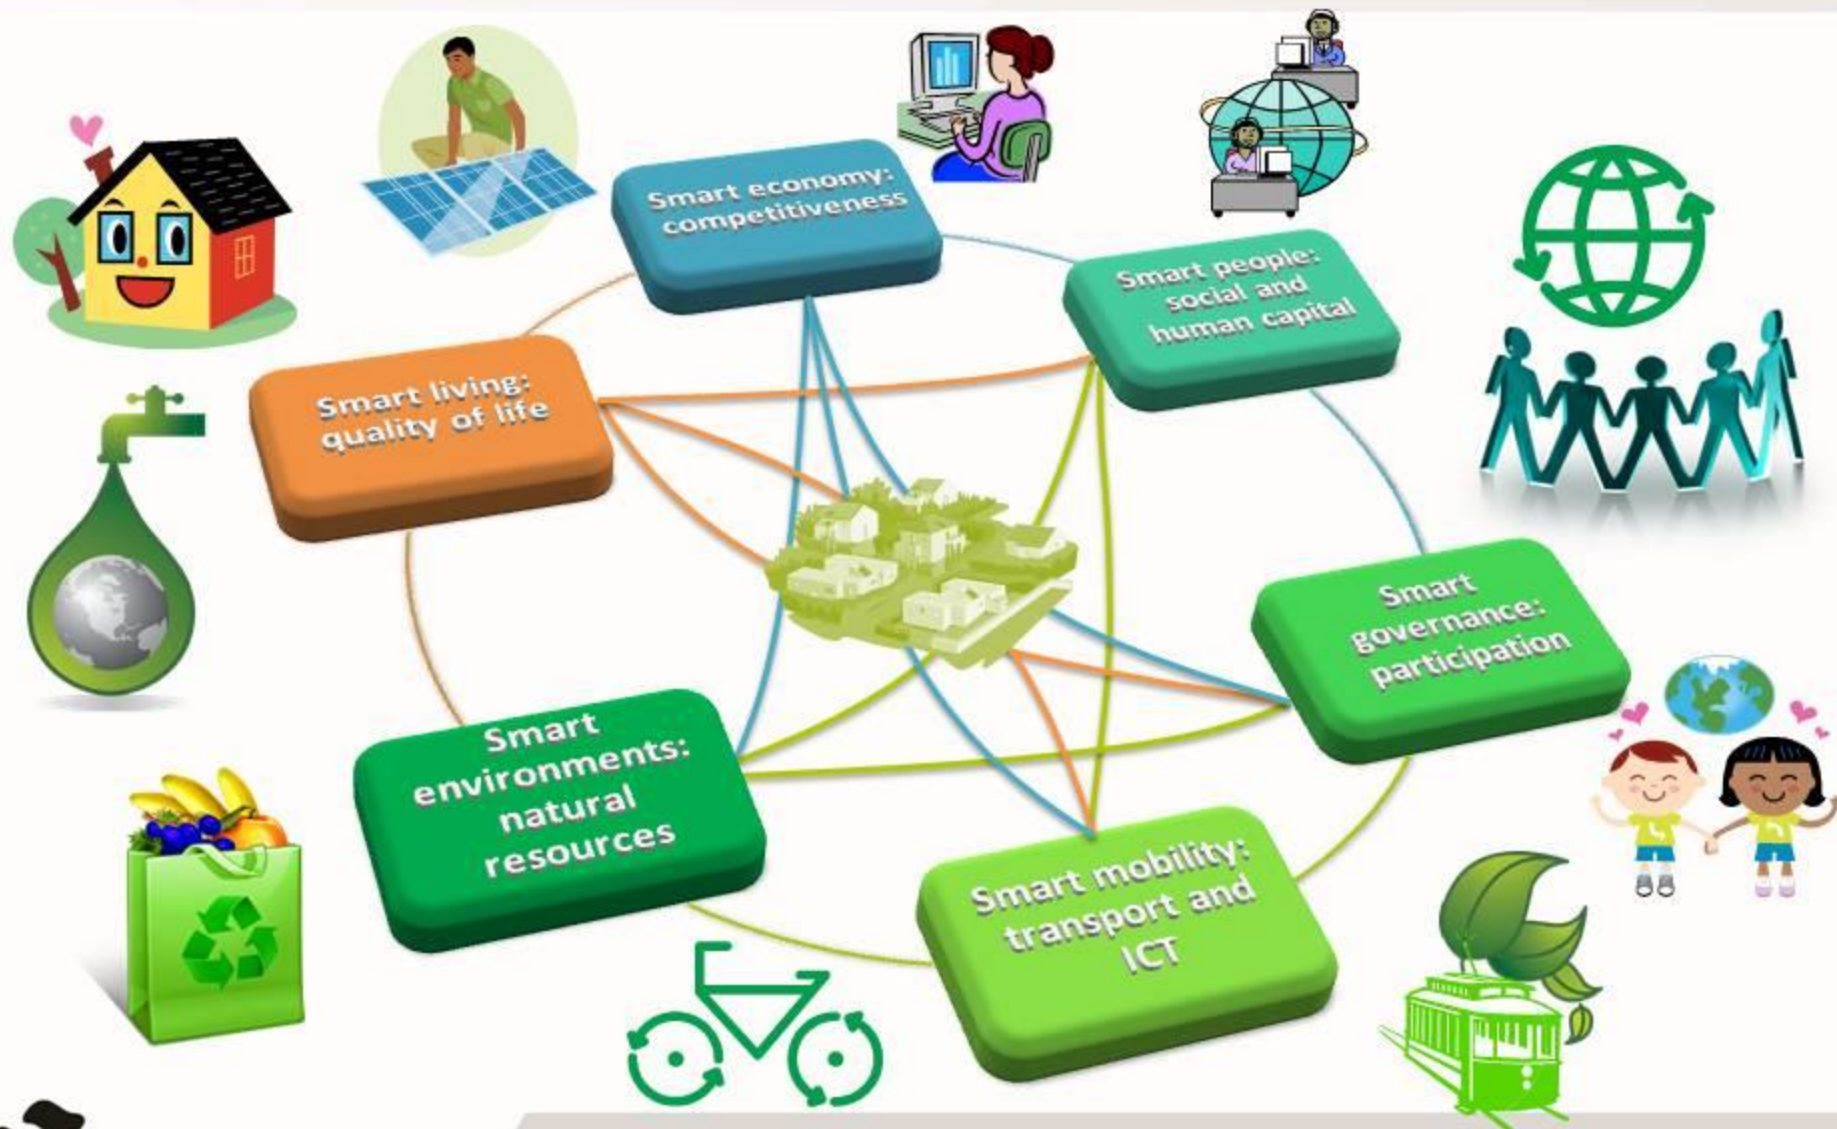 Smart economy:
competitiveness
Smart people:
social and
human capital
Smart living:
quality of life
Smart
governance:
participation
Smart
environments:
natural
resources
Smart mobility:
transport and
ICT